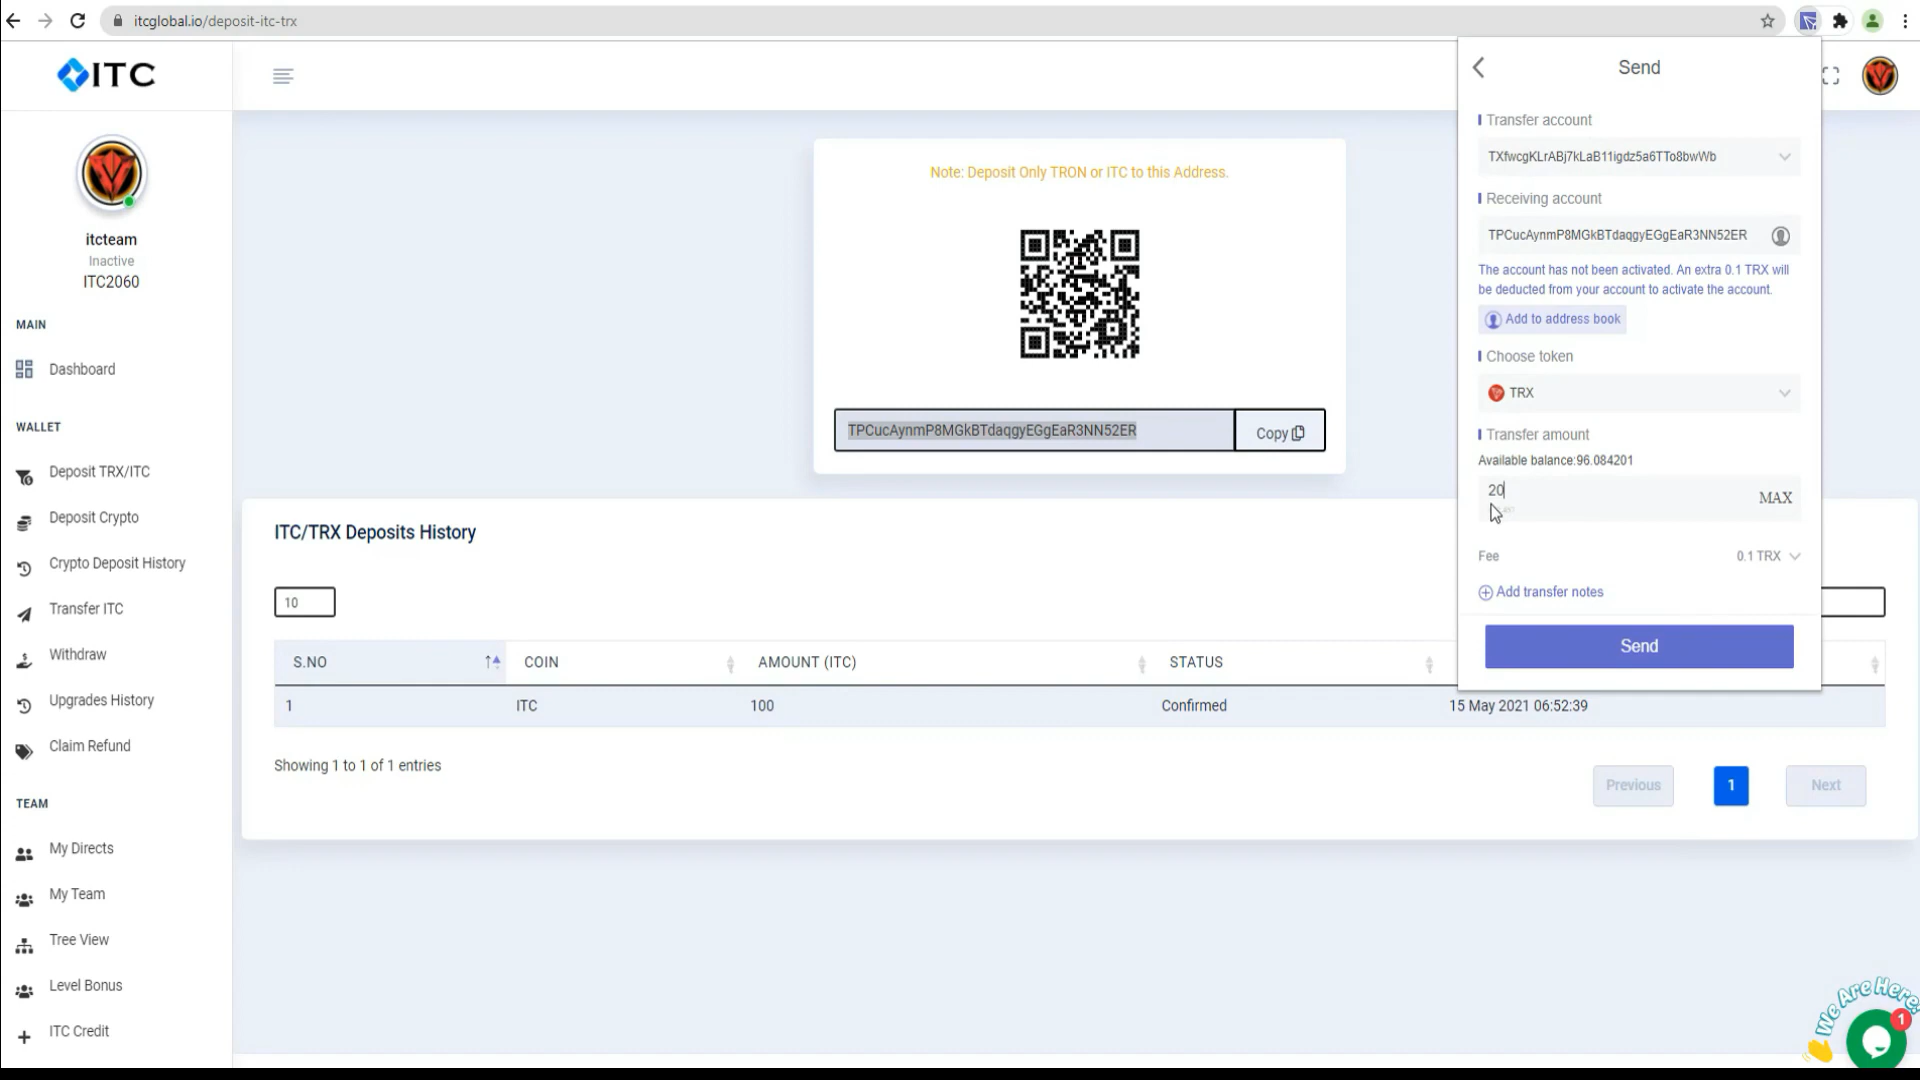 itcglobal.io/deposit-itc-trx
ITC
itcteam
Inactive
ITC2060
MAIN
Dashboard
WALLET
Deposit TRX/ITC
Deposit Crypto
Crypto Deposit History
Transfer ITC
Withdraw
Upgrades History
Claim Refund
TEAM
My Directs
My Team
Tree View
Level Bonus
ITC Credit
Note: Deposit Only TRON or ITC to this Address.
TPCucAynmP8MGkBTdaqgyEGgEaR3NN52ER
Copy
ITC/TRX Deposits History
10
S.NO COIN AMOUNT (ITC) STATUS
1 ITC 100 Confirmed 15 May 2021 06:52:39
Showing 1 to 1 of 1 entries
Previous 1 Next
Send
Transfer account
TXfwcgKLrABj7kLaB11igdz5a6TTo8bwWb
Receiving account
TPCucAynmP8MGkBTdaqgyEGgEaR3NN52ER
The account has not been activated. An extra 0.1 TRX will
be deducted from your account to activate the account.
Add to address book
Choose token
TRX
Transfer amount
Available balance:96.084201
20
MAX
Fee 0.1 TRX
Add transfer notes
Send
We Are Here!
1